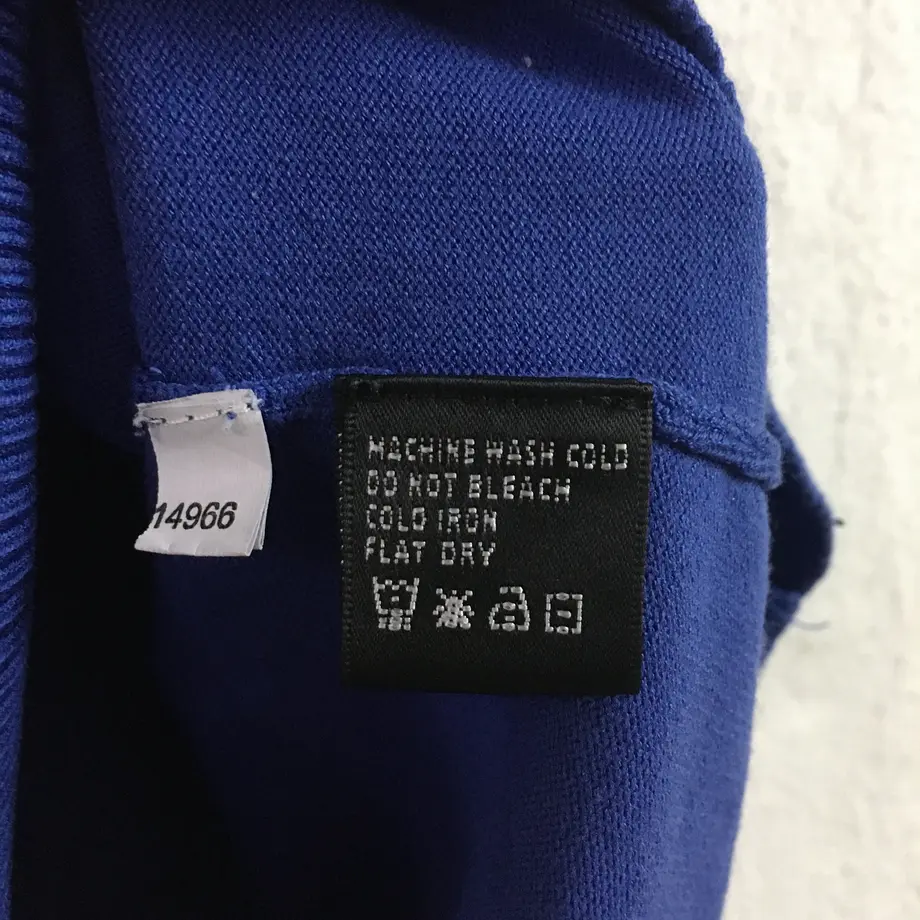 MACHINE WASH COLD
DO NOT BLEACH
COLD IRON
FLAT DRY
14966